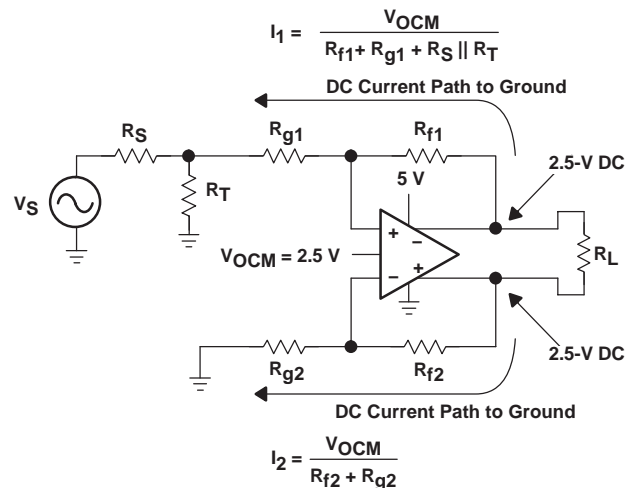 I1 = VOCM / Rf1 + Rg1 + RS || RT
DC Current Path to Ground
RS
Rg1
Rf1
2.5-V DC
RT
5 V
VS
+
−
VOCM = 2.5 V
RL
−
+
Rg2
Rf2
2.5-V DC
DC Current Path to Ground
I2 = VOCM / Rf2 + Rg2